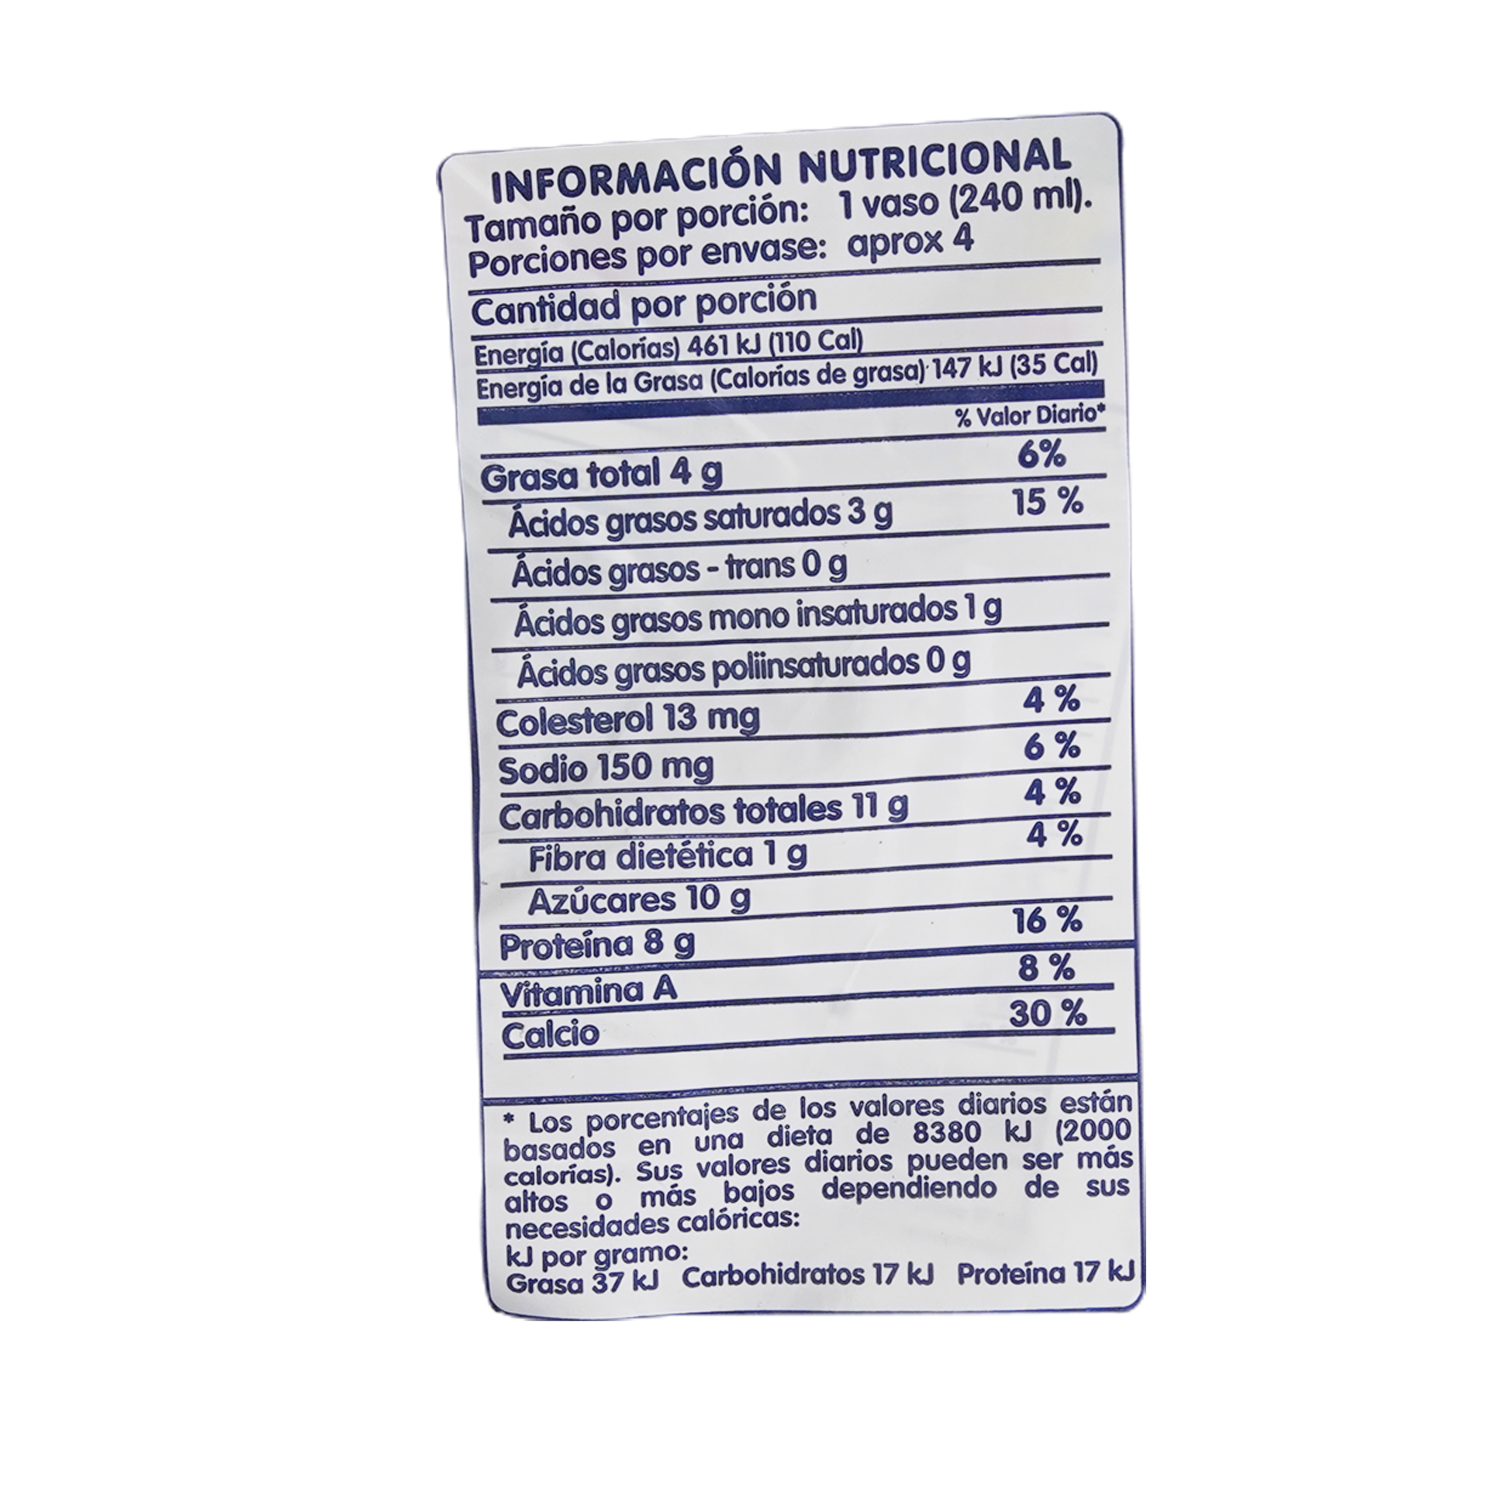 INFORMACIÓN NUTRICIONAL
Tamaño por porción: 1 vaso (240 ml).
Porciones por envase: aprox 4
Cantidad por porción
Energía (Calorías) 461 kJ (110 Cal)
Energía de la Grasa (Calorías de grasa) 147 kJ (35 Cal)
% Valor Diario*
Grasa total 4 g 6%
Ácidos grasos saturados 3 g 15 %
Ácidos grasos - trans 0 g
Ácidos grasos mono insaturados 1 g
Ácidos grasos poliinsaturados 0 g
Colesterol 13 mg 4 %
Sodio 150 mg 6 %
Carbohidratos totales 11 g 4 %
Fibra dietética 1 g 4 %
Azúcares 10 g
Proteína 8 g 16 %
Vitamina A 8 %
Calcio 30 %
* Los porcentajes de los valores diarios están
basados en una dieta de 8380 kJ (2000
calorías). Sus valores diarios pueden ser más
altos o más bajos dependiendo de sus
necesidades calóricas:
kJ por gramo:
Grasa 37 kJ Carbohidratos 17 kJ Proteína 17 kJ